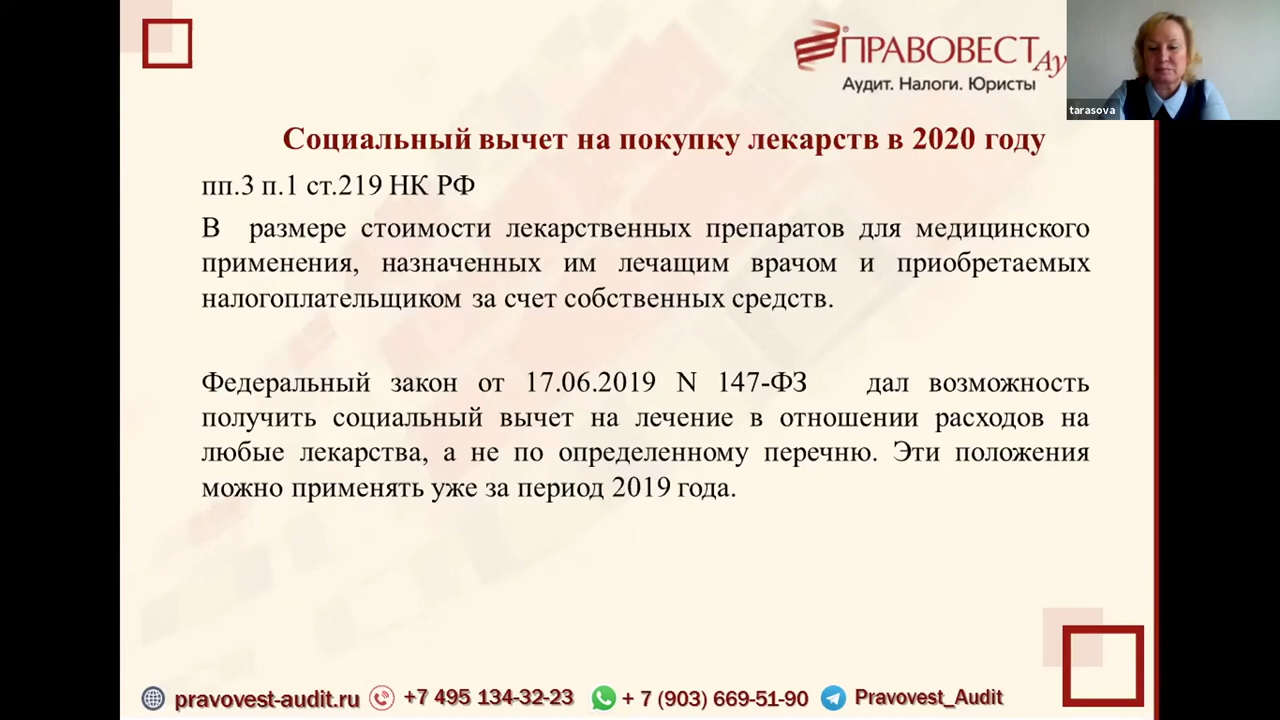 ПРАВОВЕСТ Ау
Аудит. Налоги. Юристы
tarasova
Социальный вычет на покупку лекарств в 2020 году
пп.3 п.1 ст.219 НК РФ
В размере стоимости лекарственных препаратов для медицинского
применения, назначенных им лечащим врачом и приобретаемых
налогоплательщиком за счет собственных средств.
Федеральный закон от 17.06.2019 N 147-ФЗ дал возможность
получить социальный вычет на лечение в отношении расходов на
любые лекарства, а не по определенному перечню. Эти положения
можно применять уже за период 2019 года.
pravovest-audit.ru +7 495 134-32-23 + 7 (903) 669-51-90 Pravovest_Audit